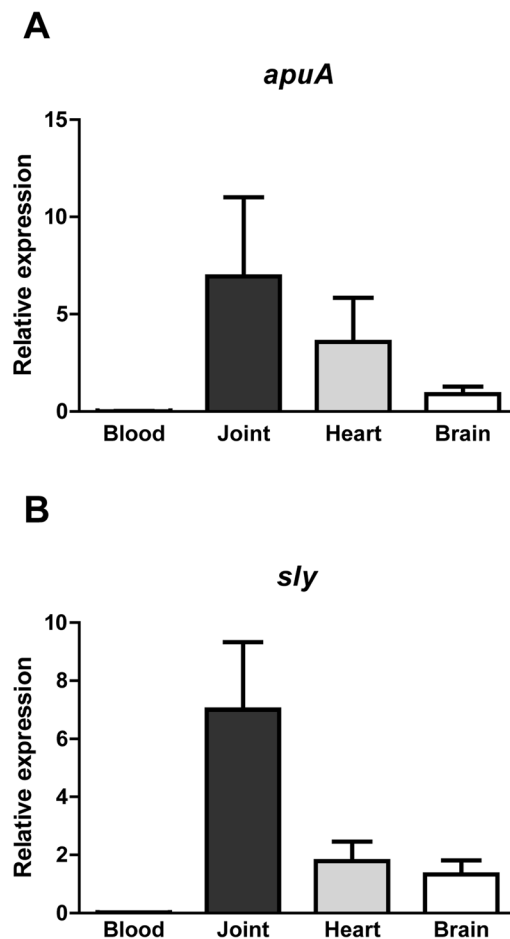 A
apuA
Relative expression
15
10
5
0
Blood Joint Heart Brain
B
sly
Relative expression
10
8
6
4
2
0
Blood Joint Heart Brain